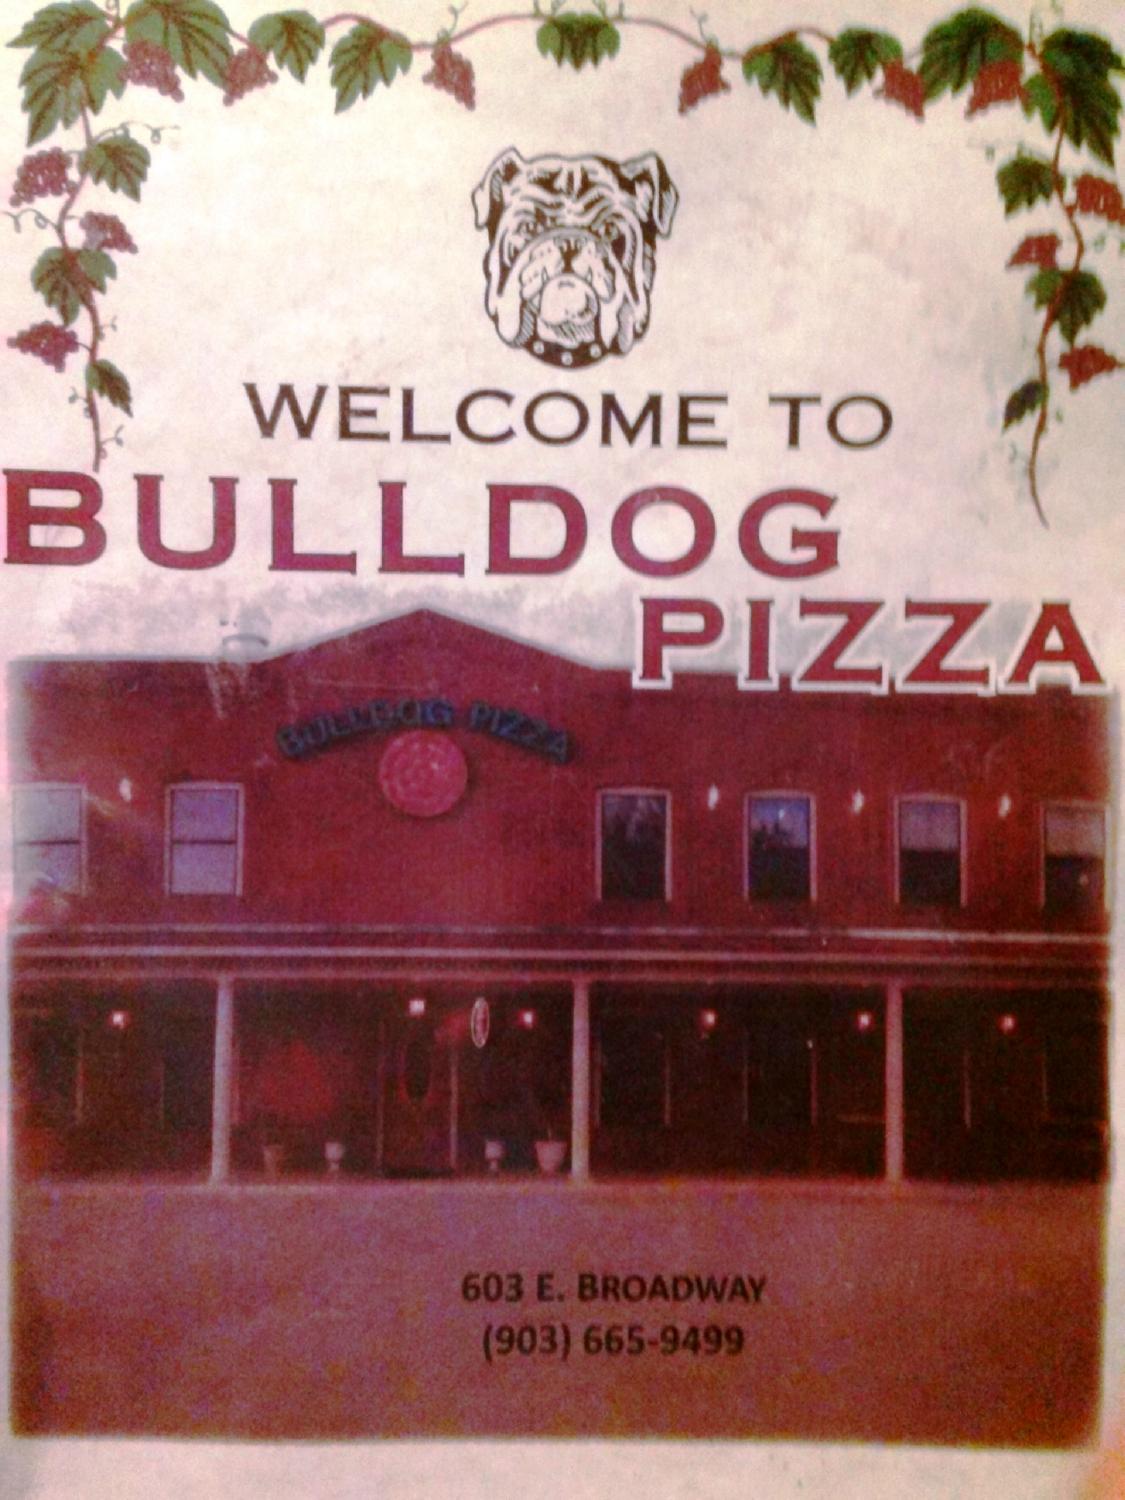 WELCOME TO
BULLDOG
PIZZA
BULLDOG PIZZA
603 E. BROADWAY
(903) 665-9499